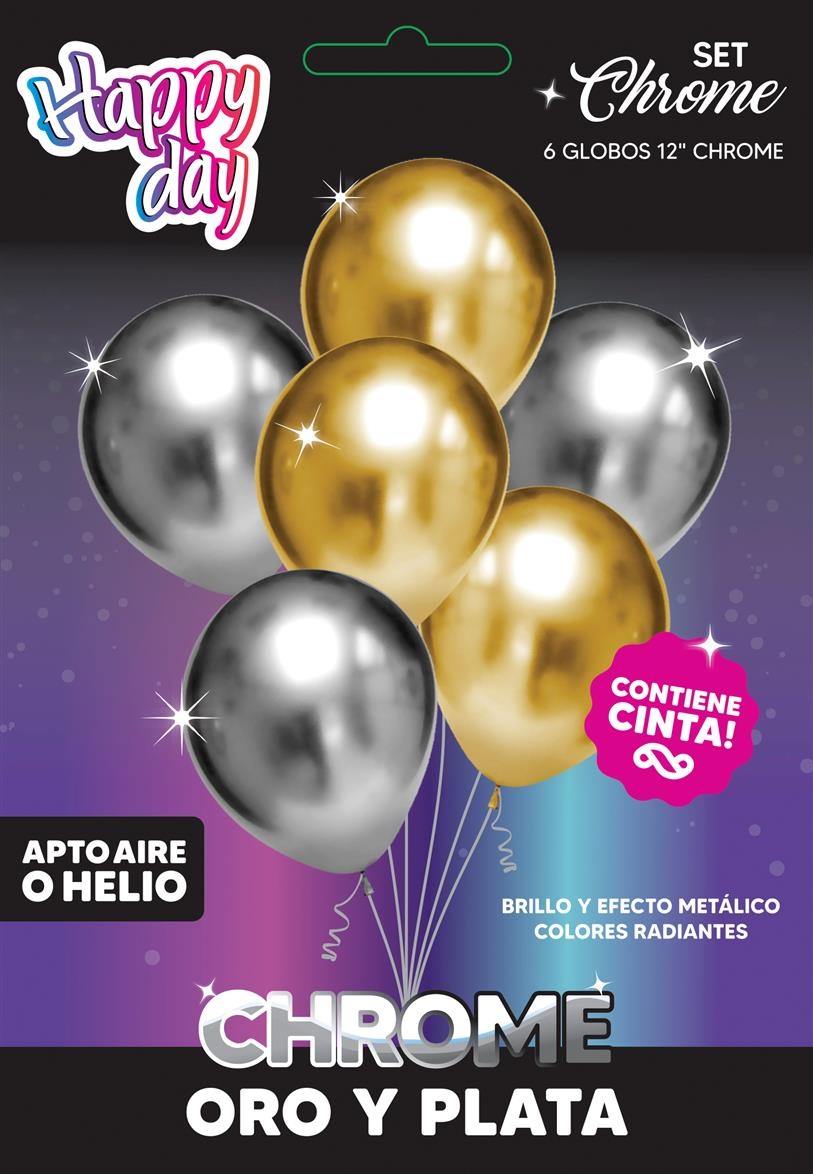 Happy
day
SET
Chrome
6 GLOBOS 12" CHROME
CONTIENE
CINTA!
APTO AIRE
O HELIO
BRILLO Y EFECTO METÁLICO
COLORES RADIANTES
CHROME
ORO Y PLATA